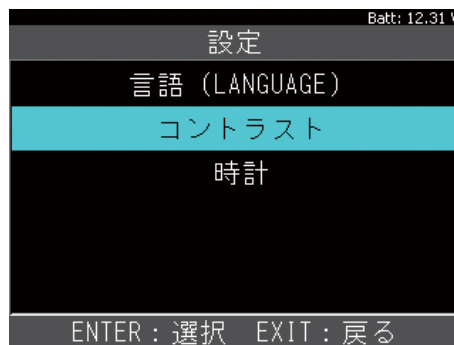 Batt: 12.31 V
設定
言語 (LANGUAGE)
コントラスト
時計
ENTER：選択 EXIT：戻る